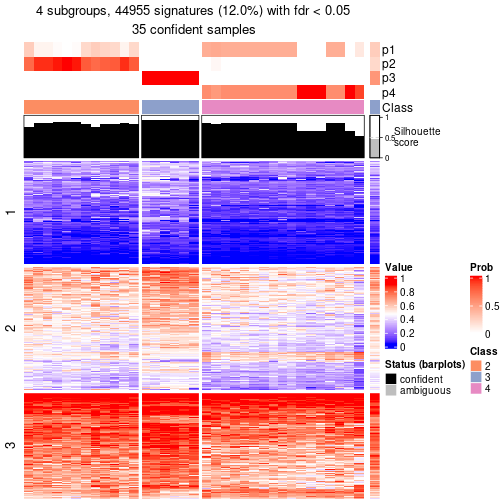 4 subgroups, 44955 signatures (12.0%) with fdr < 0.05
35 confident samples
p1
p2
p3
p4
Class
1
0.5
0
Silhouette
score
1
2
3
Value
1
0.8
0.6
0.4
0.2
0
Status (barplots)
confident
ambiguous
Prob
1
0.5
0
Class
2
3
4